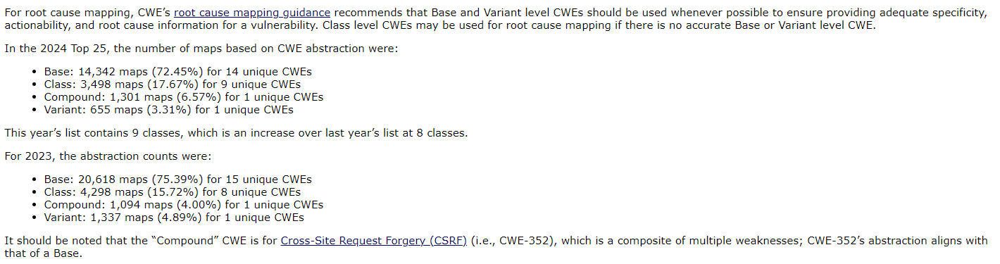 For root cause mapping, CWE’s root cause mapping guidance recommends that Base and Variant level CWEs should be used whenever possible to ensure providing adequate specificity,
actionability, and root cause information for a vulnerability. Class level CWEs may be used for root cause mapping if there is no accurate Base or Variant level CWE.
In the 2024 Top 25, the number of maps based on CWE abstraction were:
• Base: 14,342 maps (72.45%) for 14 unique CWEs
• Class: 3,498 maps (17.67%) for 9 unique CWEs
• Compound: 1,301 maps (6.57%) for 1 unique CWEs
• Variant: 655 maps (3.31%) for 1 unique CWEs
This year’s list contains 9 classes, which is an increase over last year’s list at 8 classes.
For 2023, the abstraction counts were:
• Base: 20,618 maps (75.39%) for 15 unique CWEs
• Class: 4,298 maps (15.72%) for 8 unique CWEs
• Compound: 1,094 maps (4.00%) for 1 unique CWEs
• Variant: 1,337 maps (4.89%) for 1 unique CWEs
It should be noted that the “Compound” CWE is for Cross-Site Request Forgery (CSRF) (i.e., CWE-352), which is a composite of multiple weaknesses; CWE-352’s abstraction aligns with
that of a Base.